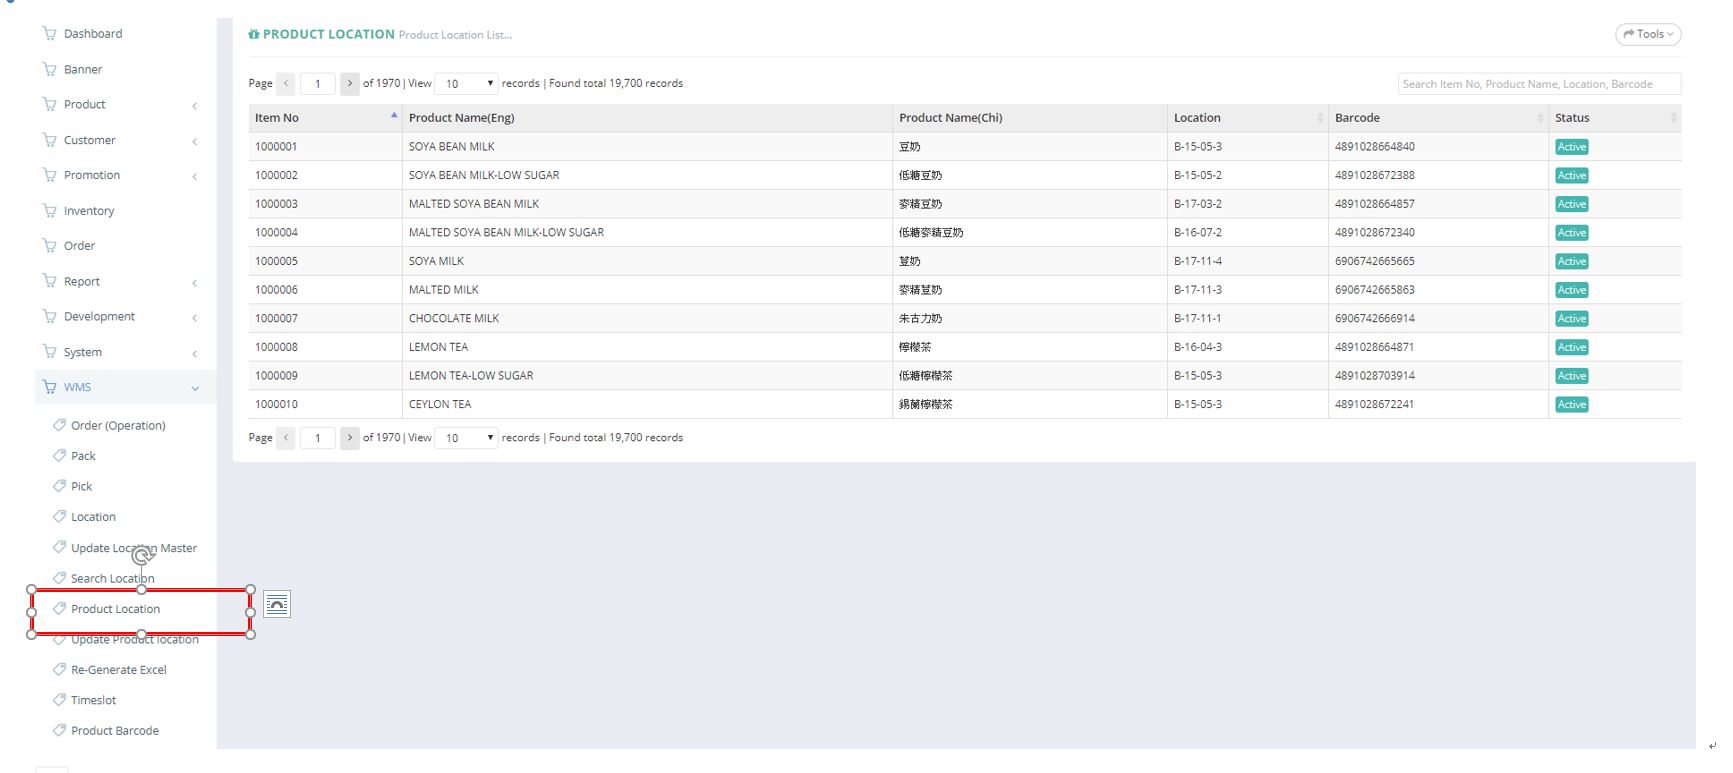 Dashboard
Banner
Product
Customer
Promotion
Inventory
Order
Report
Development
System
WMS
Order (Operation)
Pack
Pick
Location
Update Location Master
Search Location
Product Location
Update Product location
Re-Generate Excel
Timeslot
Product Barcode
PRODUCT LOCATION Product Location List...
Tools
Page < 1 > of 1970 | View 10 records | Found total 19,700 records
Search Item No, Product Name, Location, Barcode
Item No Product Name(Eng) Product Name(Chi) Location Barcode Status
1000001 SOYA BEAN MILK 豆奶 B-15-05-3 4891028664840 Active
1000002 SOYA BEAN MILK-LOW SUGAR 低糖豆奶 B-15-05-2 4891028672388 Active
1000003 MALTED SOYA BEAN MILK 麥精豆奶 B-17-03-2 4891028664857 Active
1000004 MALTED SOYA BEAN MILK-LOW SUGAR 低糖麥精豆奶 B-16-07-2 4891028672340 Active
1000005 SOYA MILK 荳奶 B-17-11-4 6906742665665 Active
1000006 MALTED MILK 麥精荳奶 B-17-11-3 6906742665863 Active
1000007 CHOCOLATE MILK 朱古力奶 B-17-11-1 6906742666914 Active
1000008 LEMON TEA 檸檬茶 B-16-04-3 4891028664871 Active
1000009 LEMON TEA-LOW SUGAR 低糖檸檬茶 B-15-05-3 4891028703914 Active
1000010 CEYLON TEA 錫蘭檸檬茶 B-15-05-3 4891028672241 Active
Page < 1 > of 1970 | View 10 records | Found total 19,700 records